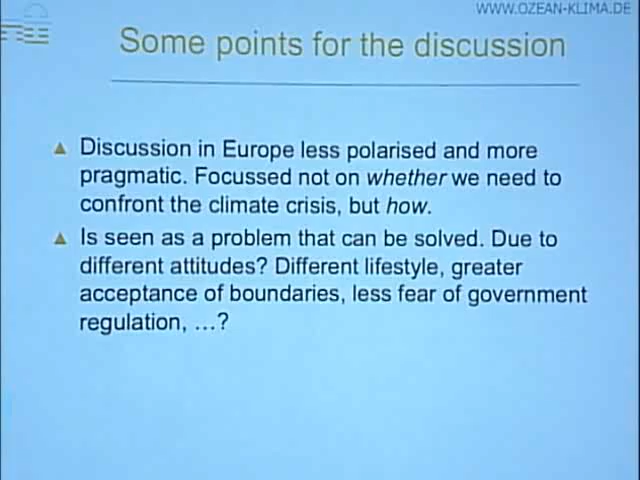 WWW.OZEAN-KLIMA.DE
Some points for the discussion
Discussion in Europe less polarised and more
pragmatic. Focussed not on whether we need to
confront the climate crisis, but how.
Is seen as a problem that can be solved. Due to
different attitudes? Different lifestyle, greater
acceptance of boundaries, less fear of government
regulation, …?